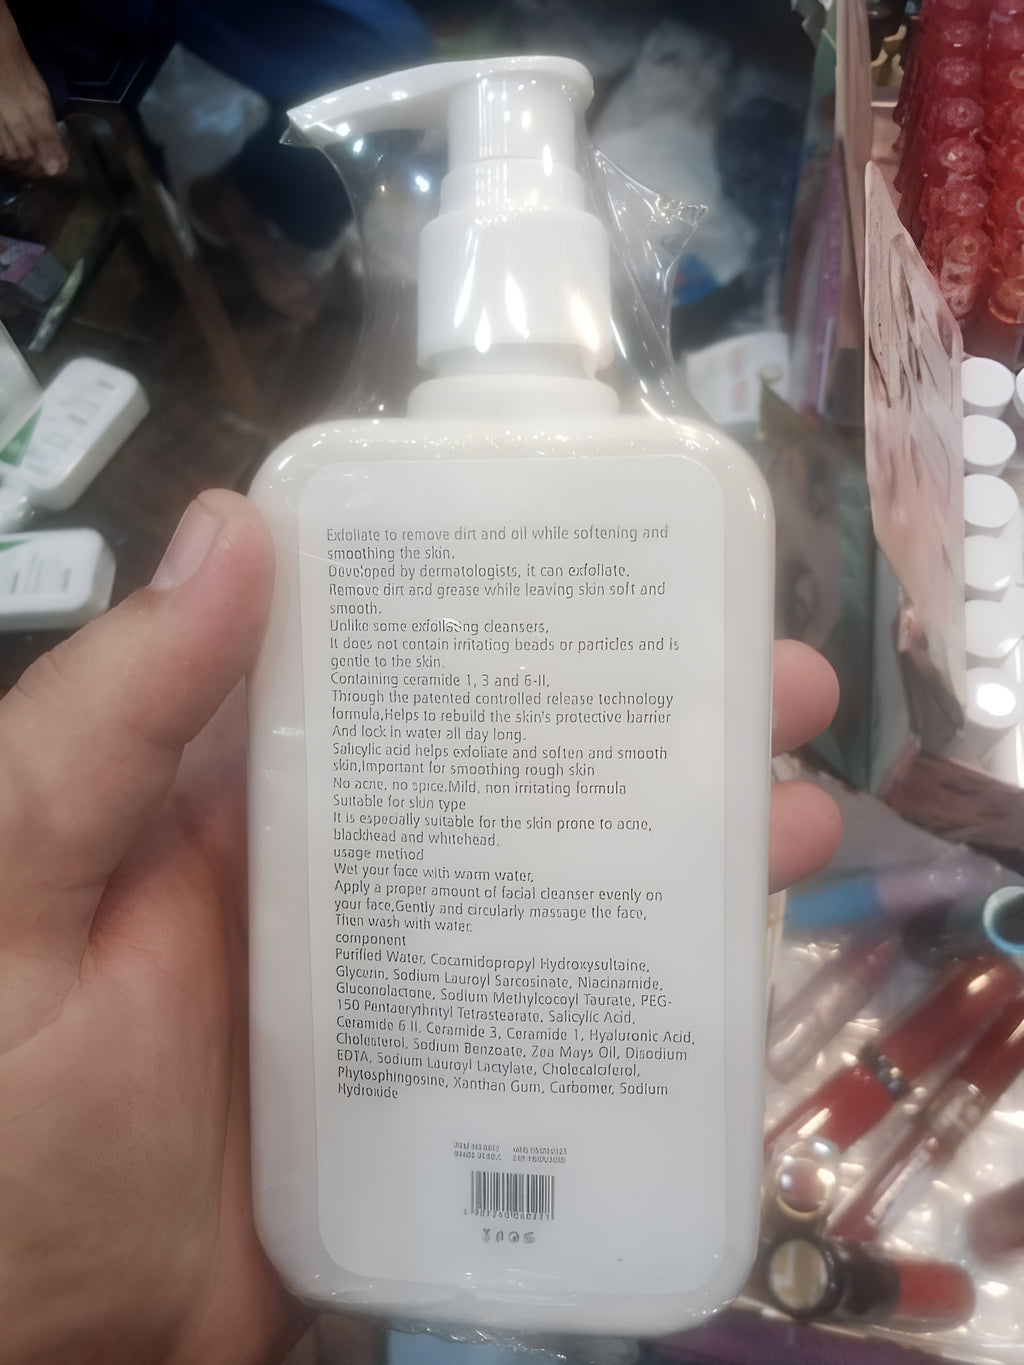 Exfoliate to remove dirt and oil while softening and
smoothing the skin.
Developed by dermatologists, it can exfoliate,
Remove dirt and grease while leaving skin soft and
smooth.
Unlike some exfoliating cleansers,
It does not contain irritating beads or particles and is
gentle to the skin.
Containing ceramide 1, 3 and 6-II,
Through the patented controlled release technology
formula,Helps to rebuild the skin's protective barrier
And lock in water all day long.
Salicylic acid helps exfoliate and soften and smooth
skin,Important for smoothing rough skin
No acne, no spice.Mild, non irritating formula
Suitable for skin type
It is especially suitable for the skin prone to acne,
blackhead and whitehead.
usage method
Wet your face with warm water,
Apply a proper amount of facial cleanser evenly on
your face,Gently and circularly massage the face,
Then wash with water.
component
Purified Water, Cocamidopropyl Hydroxysultaine,
Glycerin, Sodium Lauroyl Sarcosinate, Niacinamide,
Gluconolactone, Sodium Methylcocoyl Taurate, PEG-
150 Pentaerythrityl Tetrastearate, Salicylic Acid,
Ceramide 6 II, Ceramide 3, Ceramide 1, Hyaluronic Acid,
Cholesterol, Sodium Benzoate, Zea Mays Oil, Disodium
EDTA, Sodium Lauroyl Lactylate, Cholecalciferol,
Phytosphingosine, Xanthan Gum, Carbomer, Sodium
Hydroxide